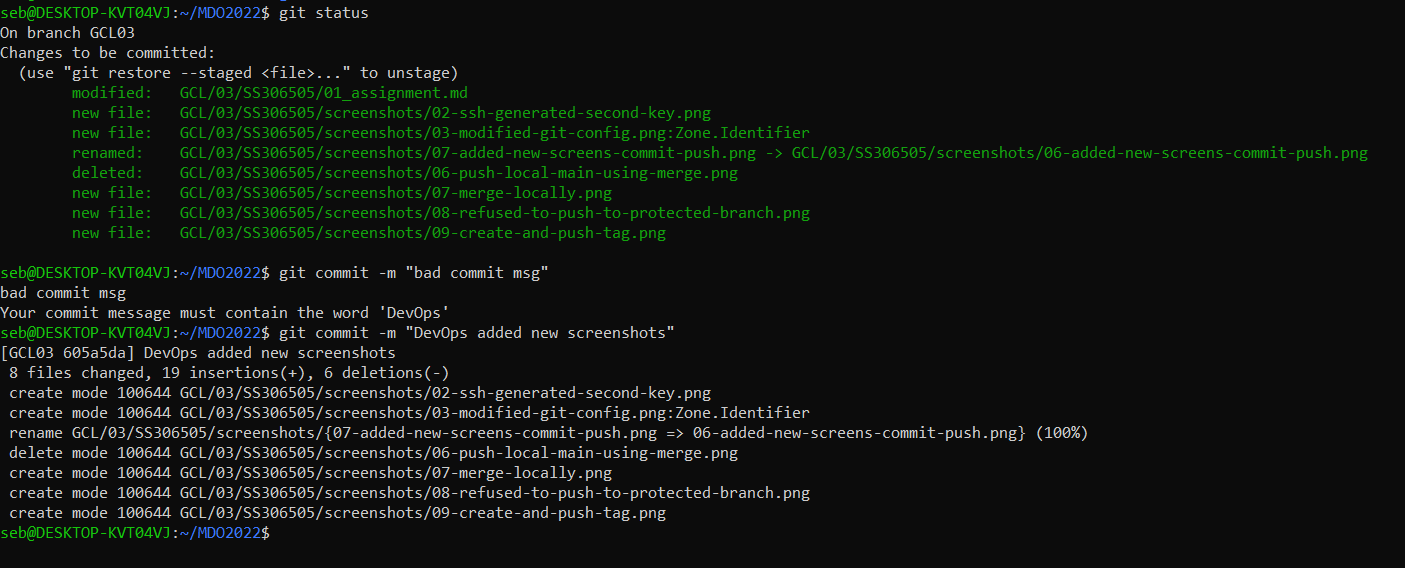 seb@DESKTOP-KVT04VJ:~/MDO2022$ git status
On branch GCL03
Changes to be committed:
  (use "git restore --staged <file>..." to unstage)
        modified:   GCL/03/SS306505/01_assignment.md
        new file:   GCL/03/SS306505/screenshots/02-ssh-generated-second-key.png
        new file:   GCL/03/SS306505/screenshots/03-modified-git-config.png:Zone.Identifier
        renamed:    GCL/03/SS306505/screenshots/07-added-new-screens-commit-push.png -> GCL/03/SS306505/screenshots/06-added-new-screens-commit-push.png
        deleted:    GCL/03/SS306505/screenshots/06-push-local-main-using-merge.png
        new file:   GCL/03/SS306505/screenshots/07-merge-locally.png
        new file:   GCL/03/SS306505/screenshots/08-refused-to-push-to-protected-branch.png
        new file:   GCL/03/SS306505/screenshots/09-create-and-push-tag.png

seb@DESKTOP-KVT04VJ:~/MDO2022$ git commit -m "bad commit msg"
bad commit msg
Your commit message must contain the word 'DevOps'
seb@DESKTOP-KVT04VJ:~/MDO2022$ git commit -m "DevOps added new screenshots"
[GCL03 605a5da] DevOps added new screenshots
 8 files changed, 19 insertions(+), 6 deletions(-)
 create mode 100644 GCL/03/SS306505/screenshots/02-ssh-generated-second-key.png
 create mode 100644 GCL/03/SS306505/screenshots/03-modified-git-config.png:Zone.Identifier
 rename GCL/03/SS306505/screenshots/{07-added-new-screens-commit-push.png => 06-added-new-screens-commit-push.png} (100%)
 delete mode 100644 GCL/03/SS306505/screenshots/06-push-local-main-using-merge.png
 create mode 100644 GCL/03/SS306505/screenshots/07-merge-locally.png
 create mode 100644 GCL/03/SS306505/screenshots/08-refused-to-push-to-protected-branch.png
 create mode 100644 GCL/03/SS306505/screenshots/09-create-and-push-tag.png
seb@DESKTOP-KVT04VJ:~/MDO2022$